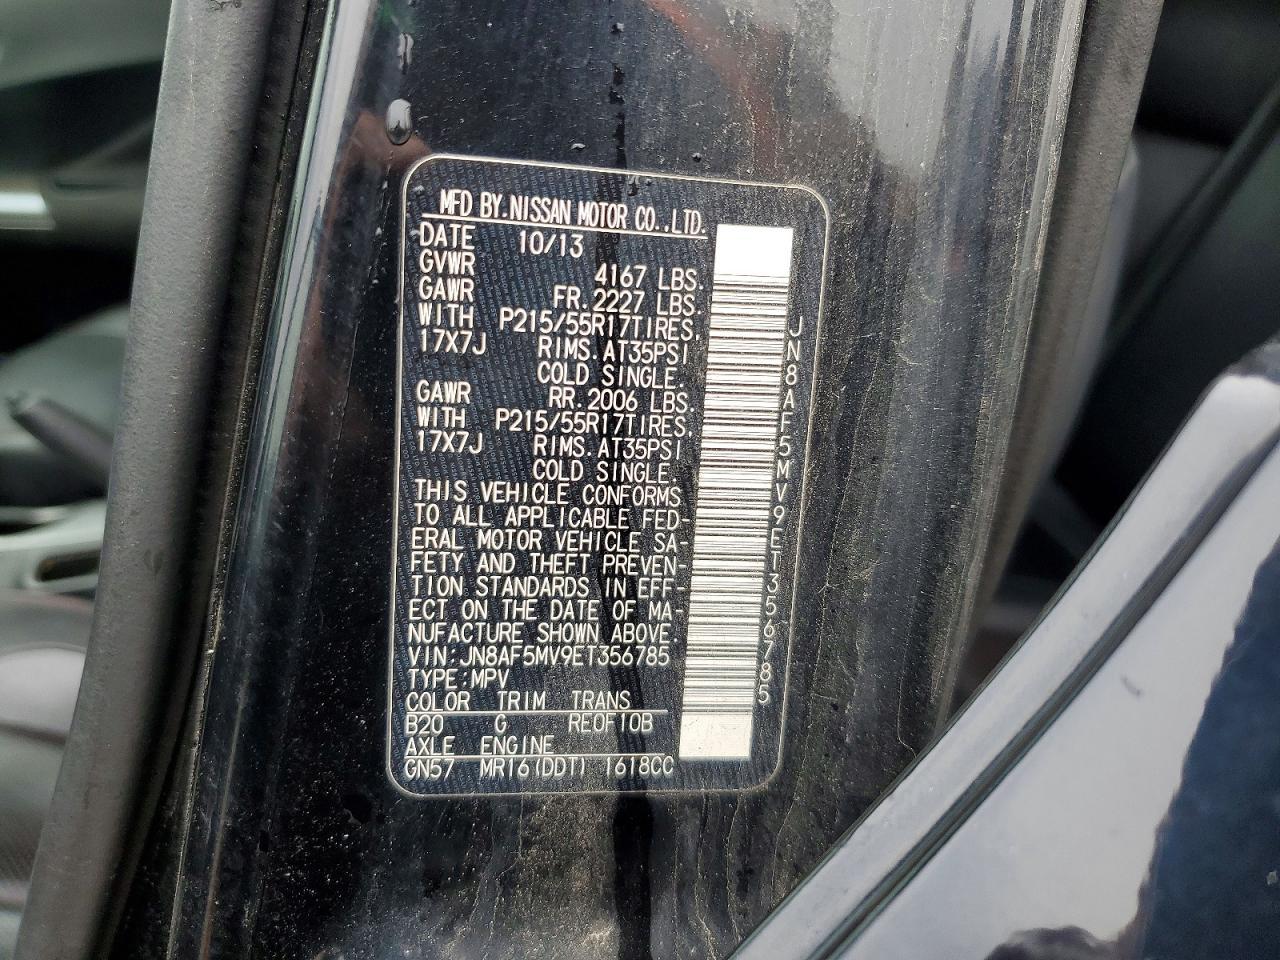 MFD BY.NISSAN MOTOR CO.,LTD.
DATE 10/13
GVWR 4167 LBS.
GAWR FR.2227 LBS.
WITH P215/55R17TIRES,
17X7J RIMS.AT35PSI
COLD SINGLE.
GAWR RR.2006 LBS.
WITH P215/55R17TIRES,
17X7J RIMS.AT35PSI
COLD SINGLE.
THIS VEHICLE CONFORMS
TO ALL APPLICABLE FED-
ERAL MOTOR VEHICLE SA-
FETY AND THEFT PREVEN-
TION STANDARDS IN EFF-
ECT ON THE DATE OF MA-
NUFACTURE SHOWN ABOVE.
VIN:JN8AF5MV9ET356785
TYPE:MPV
COLOR TRIM TRANS
B20 G RE0F10B
AXLE ENGINE
GN57 MR16(DDT) 1618CC
JN8AF5MV9ET356785